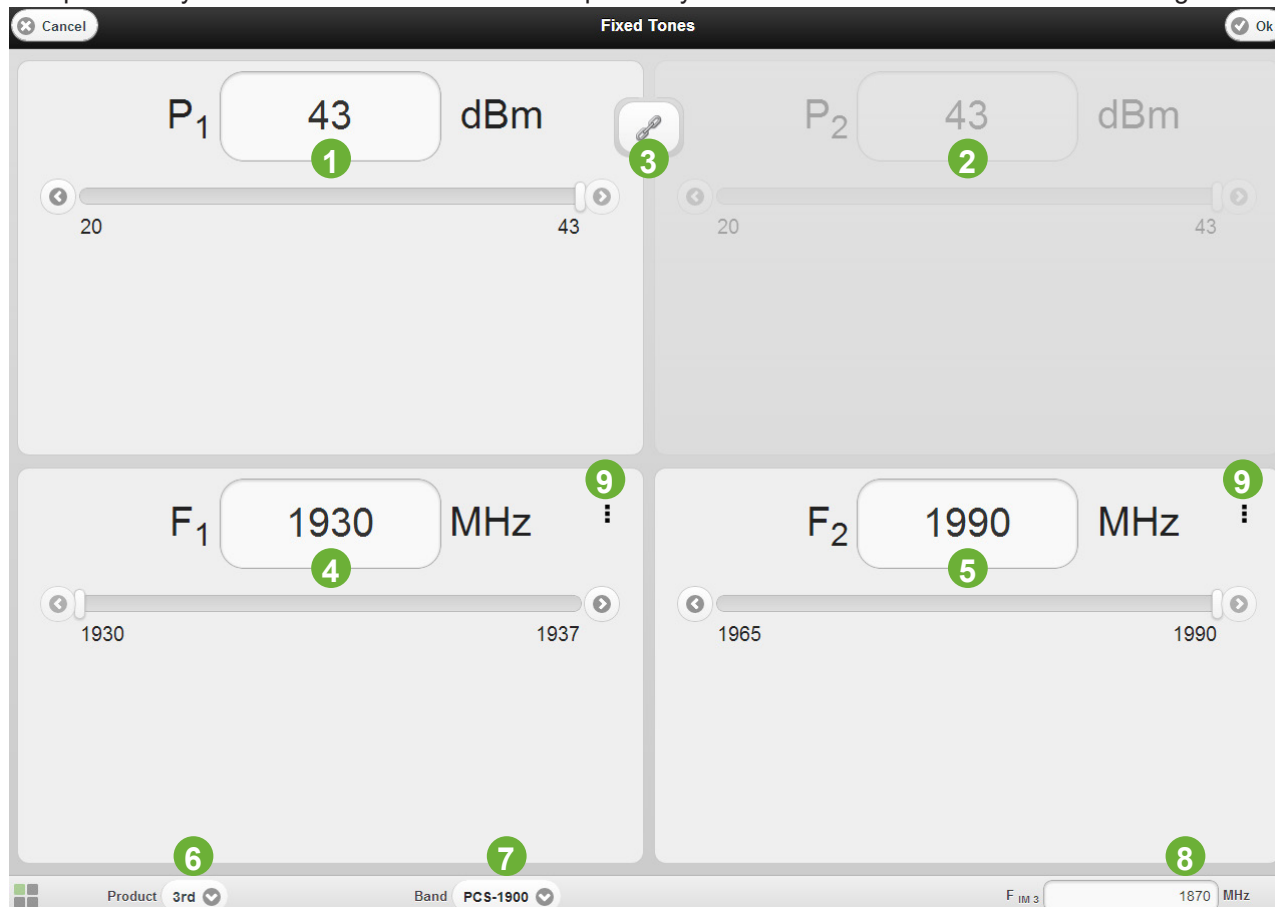 Cancel
Fixed Tones
Ok
P1 43 dBm
1
3
P2 43 dBm
2
20 43
20 43
F1 1930 MHz
9
4
F2 1990 MHz
9
5
1930 1937
1965 1990
6
7
8
Product 3rd
Band PCS-1900
F IM 3 1870 MHz